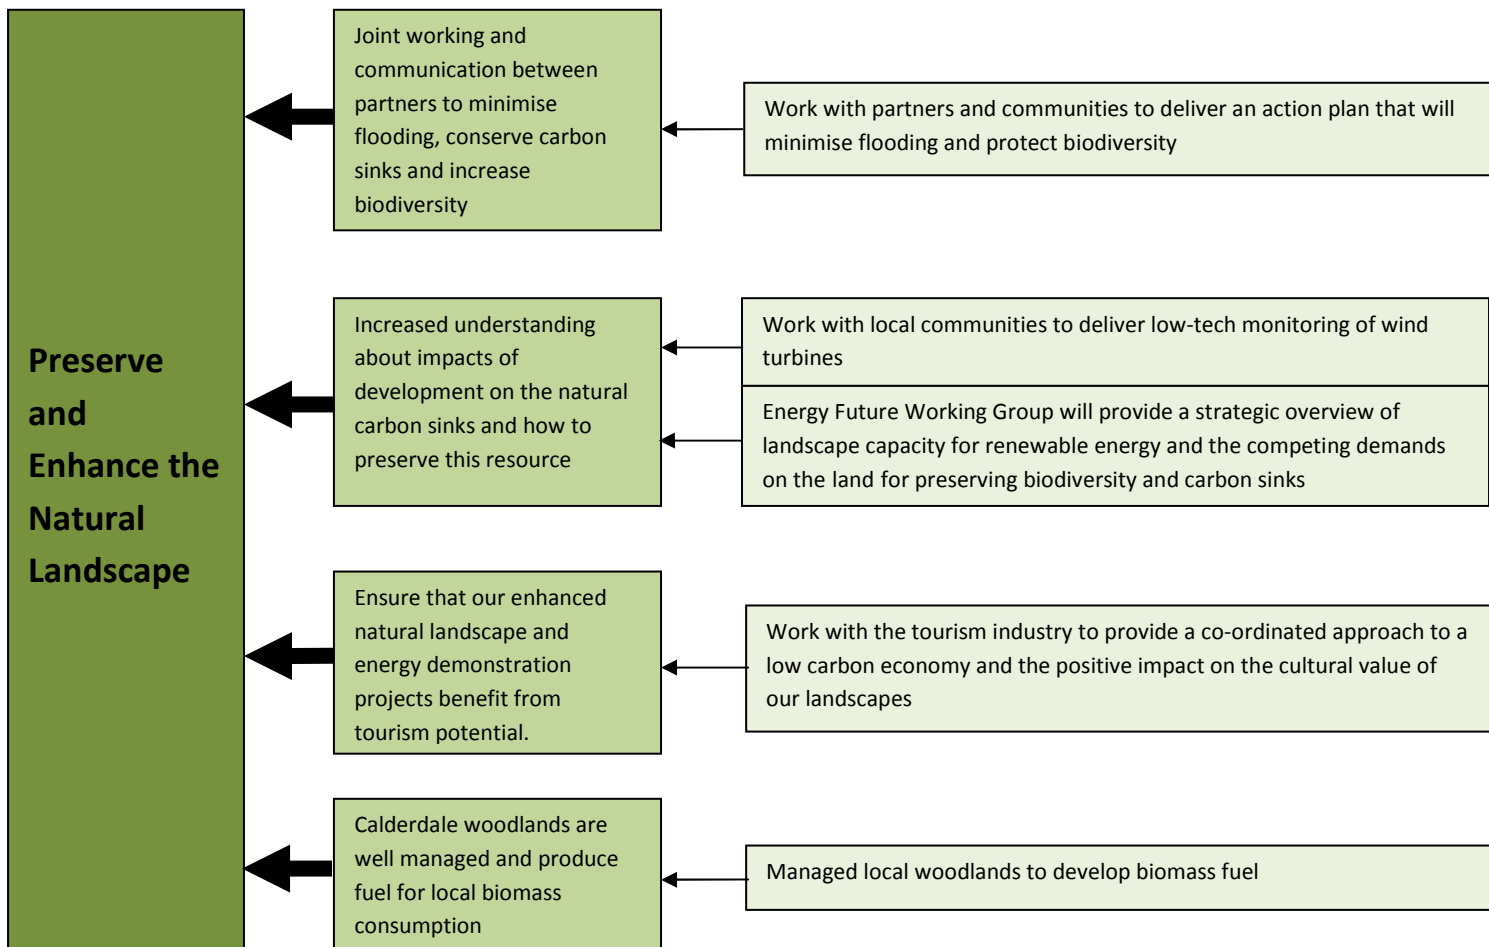 Preserve
and
Enhance the
Natural
Landscape
Joint working and
communication between
partners to minimise
flooding, conserve carbon
sinks and increase
biodiversity
Work with partners and communities to deliver an action plan that will
minimise flooding and protect biodiversity
Increased understanding
about impacts of
development on the natural
carbon sinks and how to
preserve this resource
Work with local communities to deliver low-tech monitoring of wind
turbines
Energy Future Working Group will provide a strategic overview of
landscape capacity for renewable energy and the competing demands
on the land for preserving biodiversity and carbon sinks
Ensure that our enhanced
natural landscape and
energy demonstration
projects benefit from
tourism potential.
Work with the tourism industry to provide a co-ordinated approach to a
low carbon economy and the positive impact on the cultural value of
our landscapes
Calderdale woodlands are
well managed and produce
fuel for local biomass
consumption
Managed local woodlands to develop biomass fuel